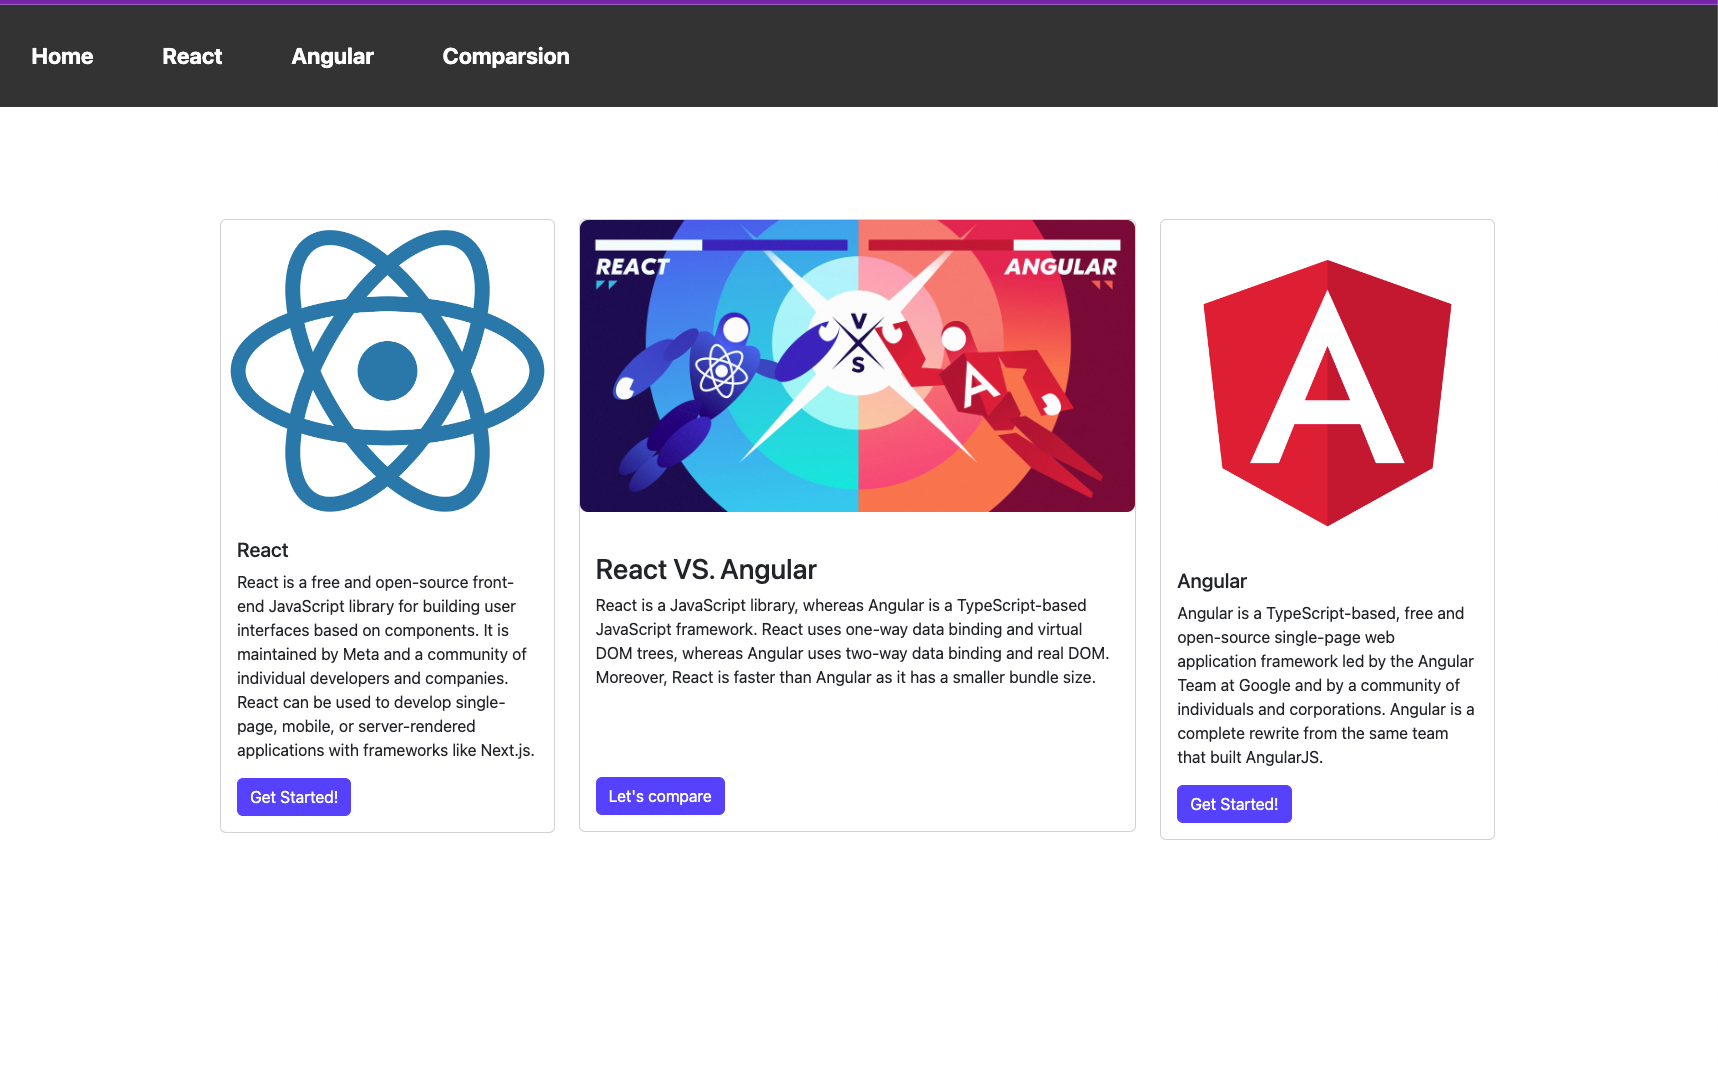 Home React Angular Comparsion
REACT
ANGULAR
V
S
A
A
React
React is a free and open-source front-
end JavaScript library for building user
interfaces based on components. It is
maintained by Meta and a community of
individual developers and companies.
React can be used to develop single-
page, mobile, or server-rendered
applications with frameworks like Next.js.
Get Started!
React VS. Angular
React is a JavaScript library, whereas Angular is a TypeScript-based
JavaScript framework. React uses one-way data binding and virtual
DOM trees, whereas Angular uses two-way data binding and real DOM.
Moreover, React is faster than Angular as it has a smaller bundle size.
Let's compare
Angular
Angular is a TypeScript-based, free and
open-source single-page web
application framework led by the Angular
Team at Google and by a community of
individuals and corporations. Angular is a
complete rewrite from the same team
that built AngularJS.
Get Started!